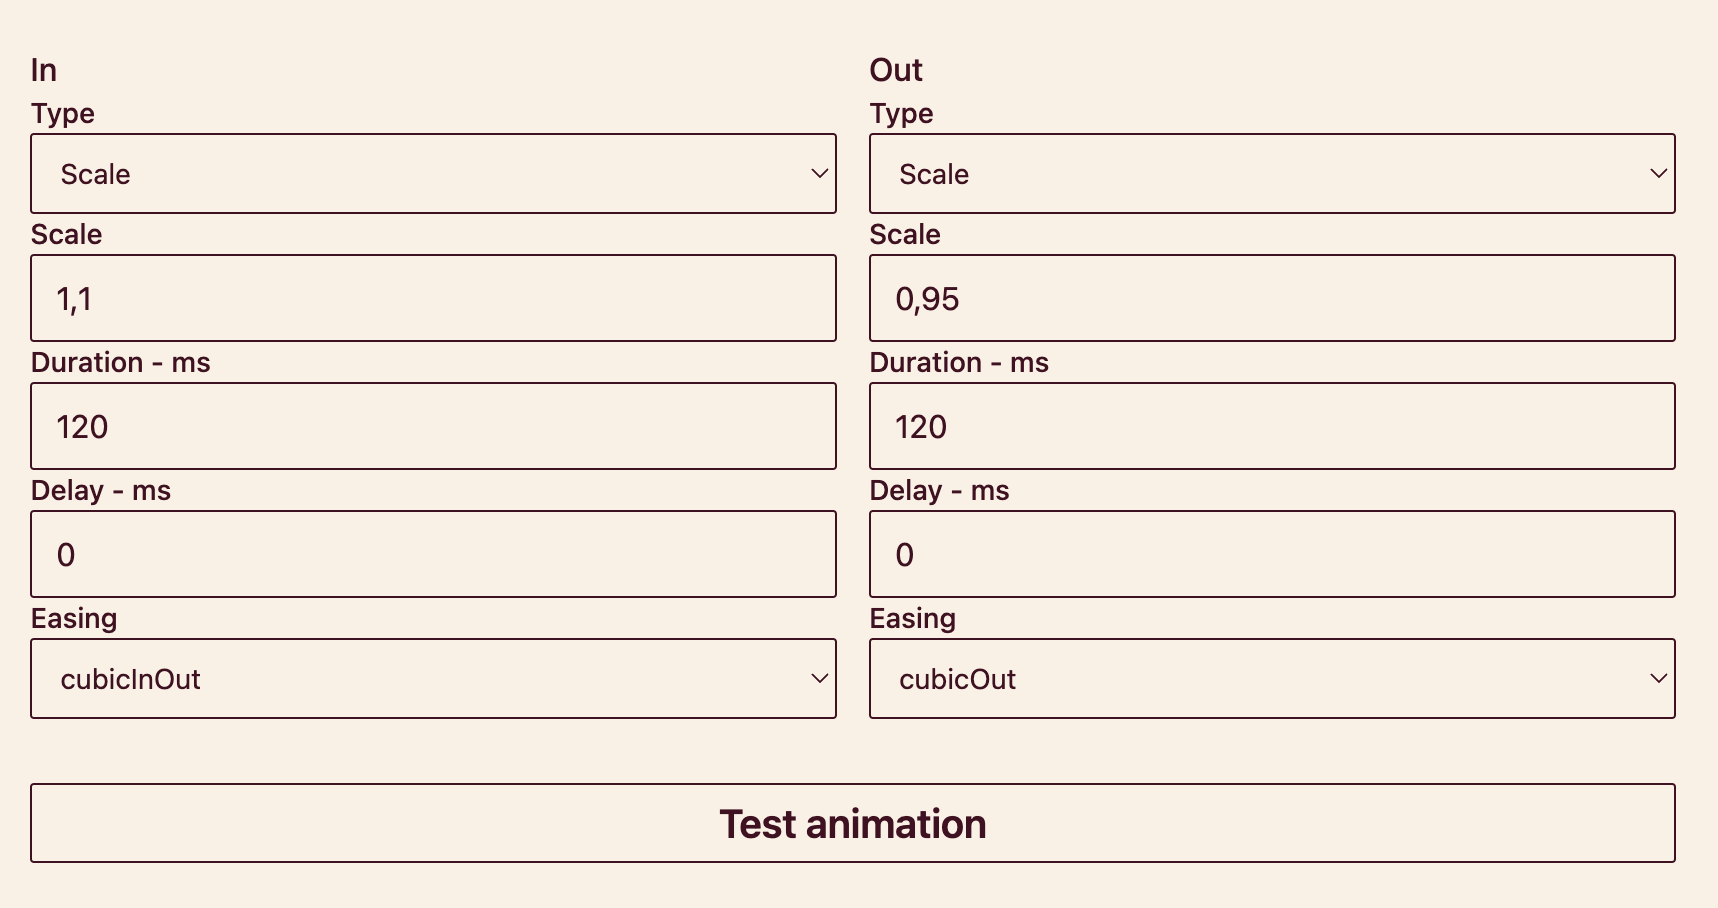 In
Type
Scale
Scale
1,1
Duration - ms
120
Delay - ms
0
Easing
cubicInOut
Out
Type
Scale
Scale
0,95
Duration - ms
120
Delay - ms
0
Easing
cubicOut
Test animation